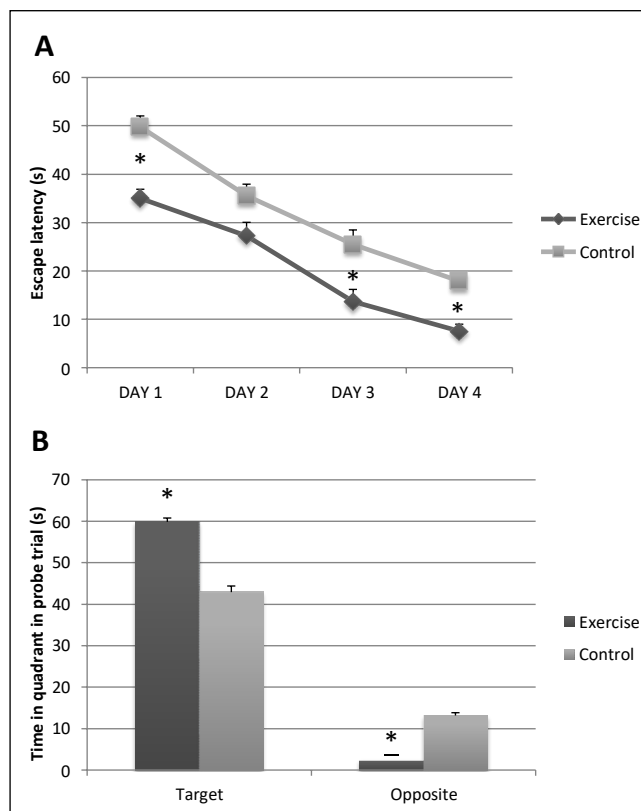 A
Escape latency (s)
60
50
40
30
20
10
0
*
*
*
DAY 1 DAY 2 DAY 3 DAY 4
Exercise
Control
B
Time in quadrant in probe trial (s)
70
60
50
40
30
20
10
0
*
*
Target Opposite
Exercise
Control